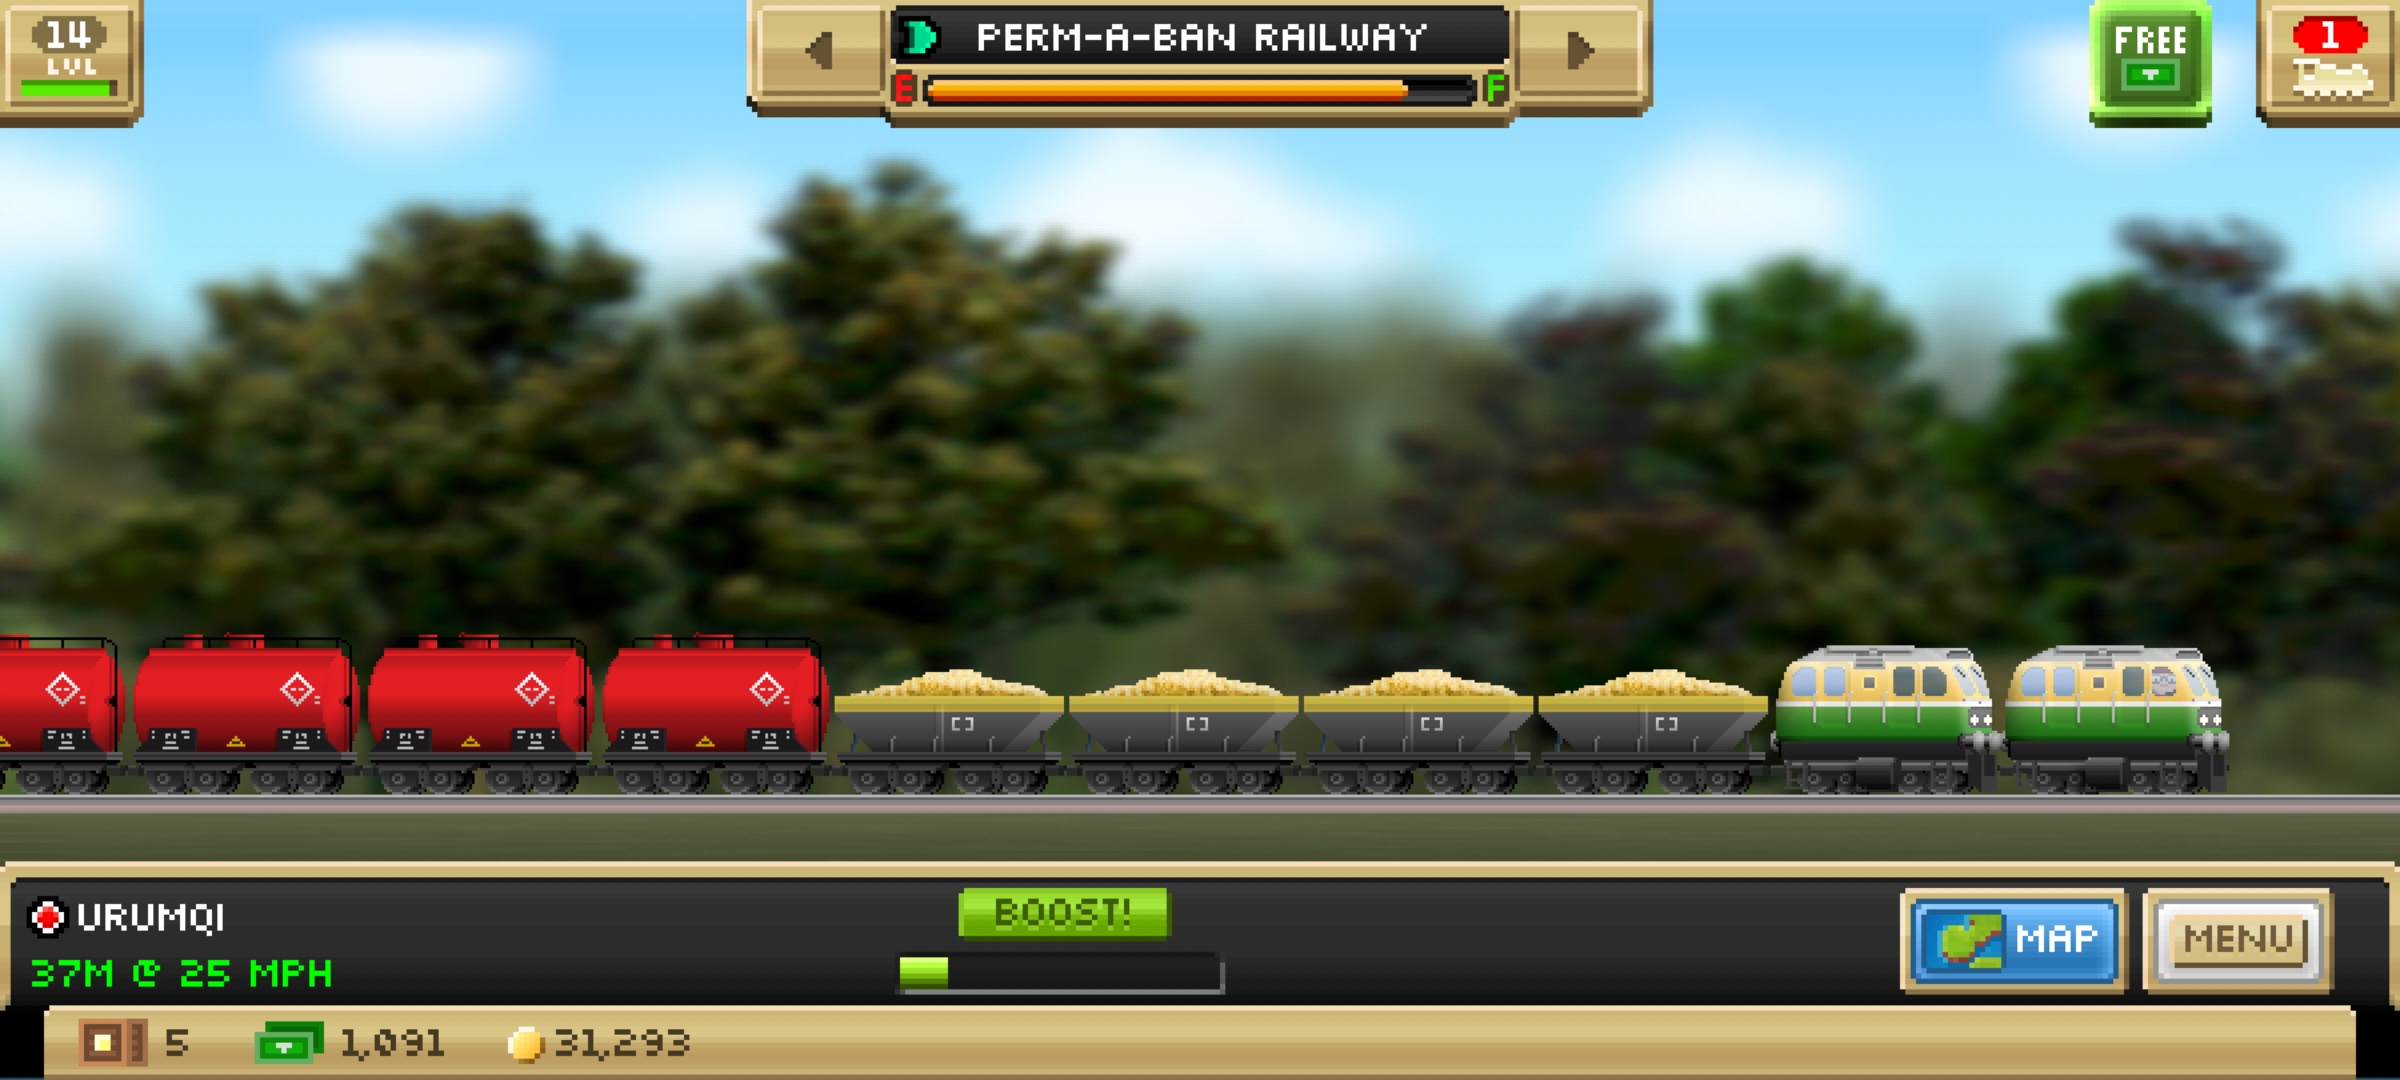 14
LVL
PERM-A-BAN RAILWAY
E F
FREE
1
URUMQI
37M @ 25 MPH
BOOST!
MAP
MENU
5
1,091
31,293